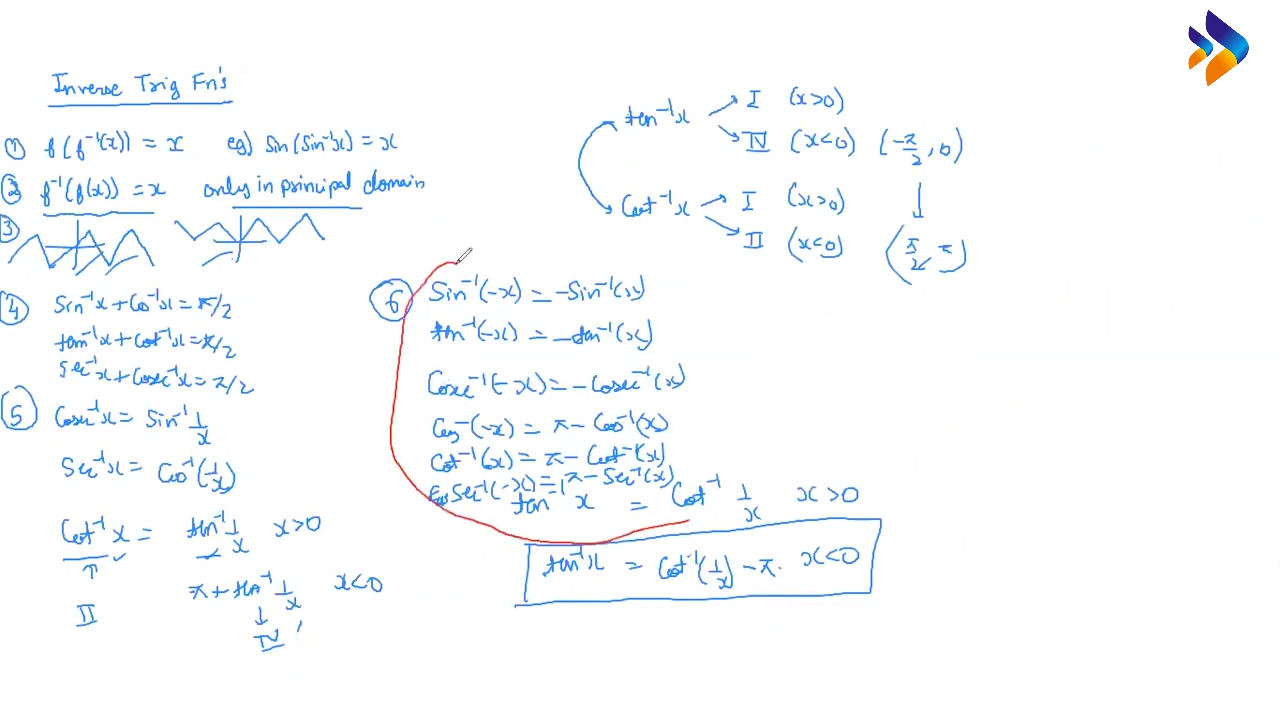 Inverse Trig Fn's
① f(f⁻¹(x)) = x eg) Sin(Sin⁻¹x) = x
② f⁻¹(f(x)) = x only in principal domain
③
④ Sin⁻¹x + Cos⁻¹x = π/2
tan⁻¹x + Cot⁻¹x = π/2
Sec⁻¹x + Cosec⁻¹x = π/2
⑤ Cosec⁻¹x = Sin⁻¹ 1/x
Sec⁻¹x = Cos⁻¹(1/x)
Cot⁻¹x = tan⁻¹ 1/x x>0
π + tan⁻¹ 1/x x<0
II
IV
tan⁻¹x I (x>0)
IV (x<0) (-π/2, 0)
Cot⁻¹x I (x>0)
II (x<0) (π/2, π)
⑥ Sin⁻¹(-x) = -Sin⁻¹(x)
tan⁻¹(-x) = -tan⁻¹(x)
Cosec⁻¹(-x) = -Cosec⁻¹(x)
Cos⁻(-x) = π - Cos⁻¹(x)
Cot⁻¹(x) = π - Cot⁻¹(x)
Sec⁻¹(-x) = π - Sec⁻¹(x)
tan⁻¹ x = Cot⁻¹ 1/x x>0
tan⁻¹x = Cot⁻¹(1/x) - π. x<0